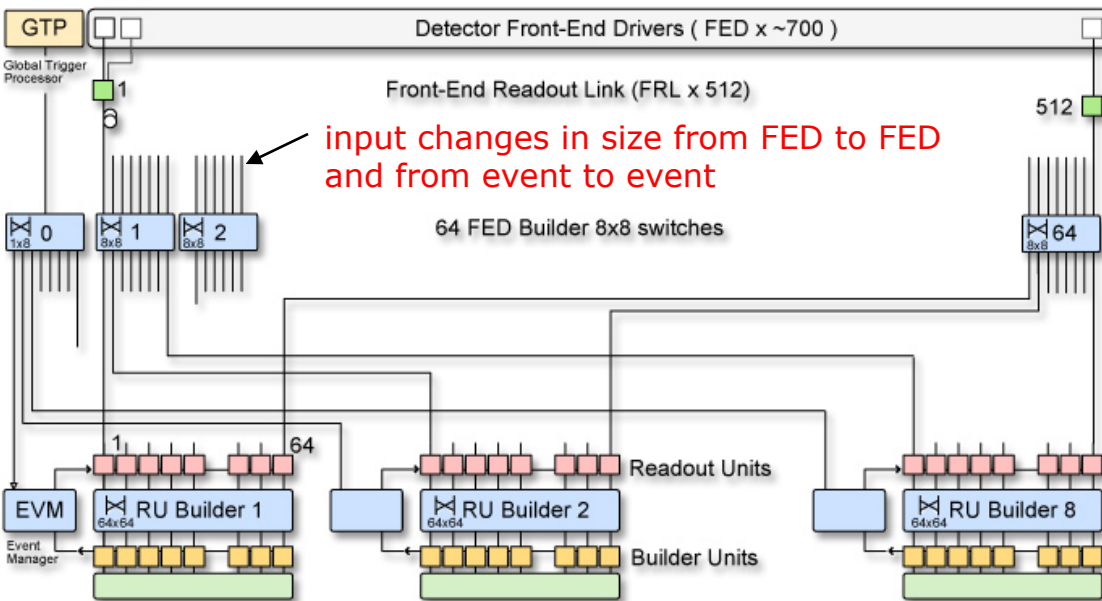 GTP
Detector Front-End Drivers ( FED x ~700 )
Global Trigger
Processor
1
Front-End Readout Link (FRL x 512)
512
8
input changes in size from FED to FED
and from event to event
1x8 0
8x8 1
8x8 2
64 FED Builder 8x8 switches
8x8 64
1
64
Readout Units
EVM
64x64 RU Builder 1
64x64 RU Builder 2
64x64 RU Builder 8
Event
Manager
Builder Units